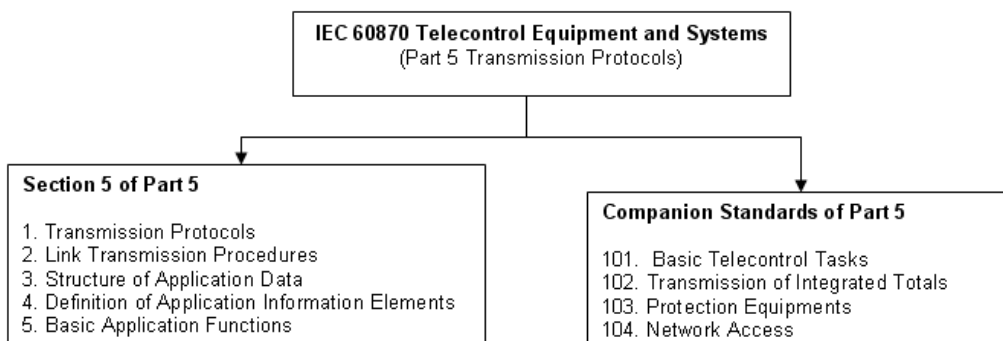 IEC 60870 Telecontrol Equipment and Systems
(Part 5 Transmission Protocols)
Section 5 of Part 5
1. Transmission Protocols
2. Link Transmission Procedures
3. Structure of Application Data
4. Definition of Application Information Elements
5. Basic Application Functions
Companion Standards of Part 5
101. Basic Telecontrol Tasks
102. Transmission of Integrated Totals
103. Protection Equipments
104. Network Access